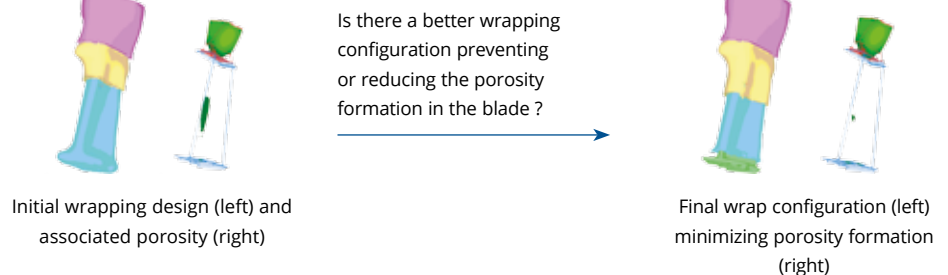 Is there a better wrapping
configuration preventing
or reducing the porosity
formation in the blade ?
Initial wrapping design (left) and
associated porosity (right)
Final wrap configuration (left)
minimizing porosity formation
(right)